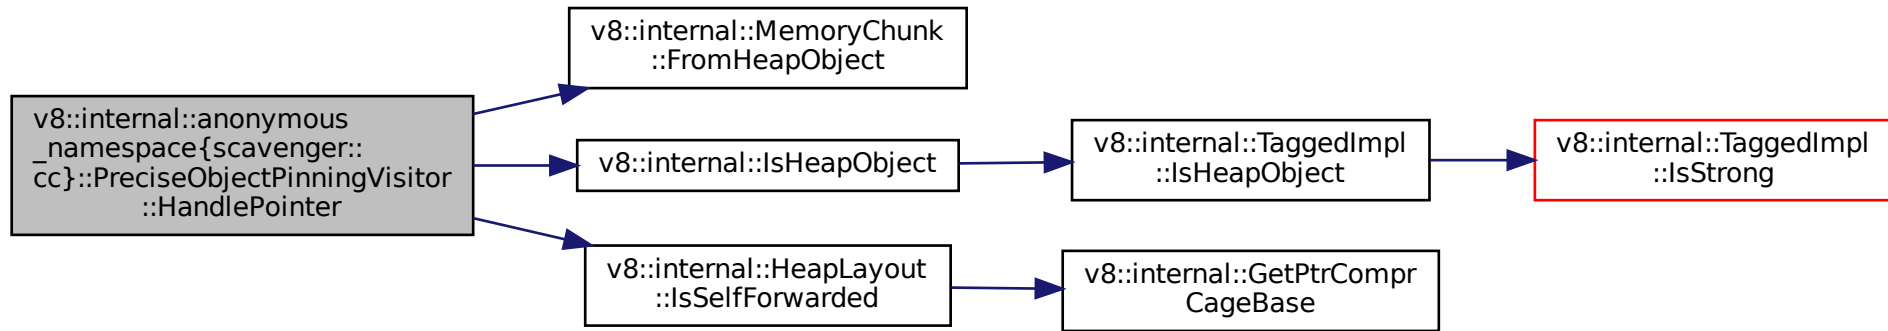 v8::internal::anonymous
_namespace{scavenger::
cc}::PreciseObjectPinningVisitor
::HandlePointer
v8::internal::MemoryChunk
::FromHeapObject
v8::internal::IsHeapObject
v8::internal::TaggedImpl
::IsHeapObject
v8::internal::TaggedImpl
::IsStrong
v8::internal::HeapLayout
::IsSelfForwarded
v8::internal::GetPtrCompr
CageBase